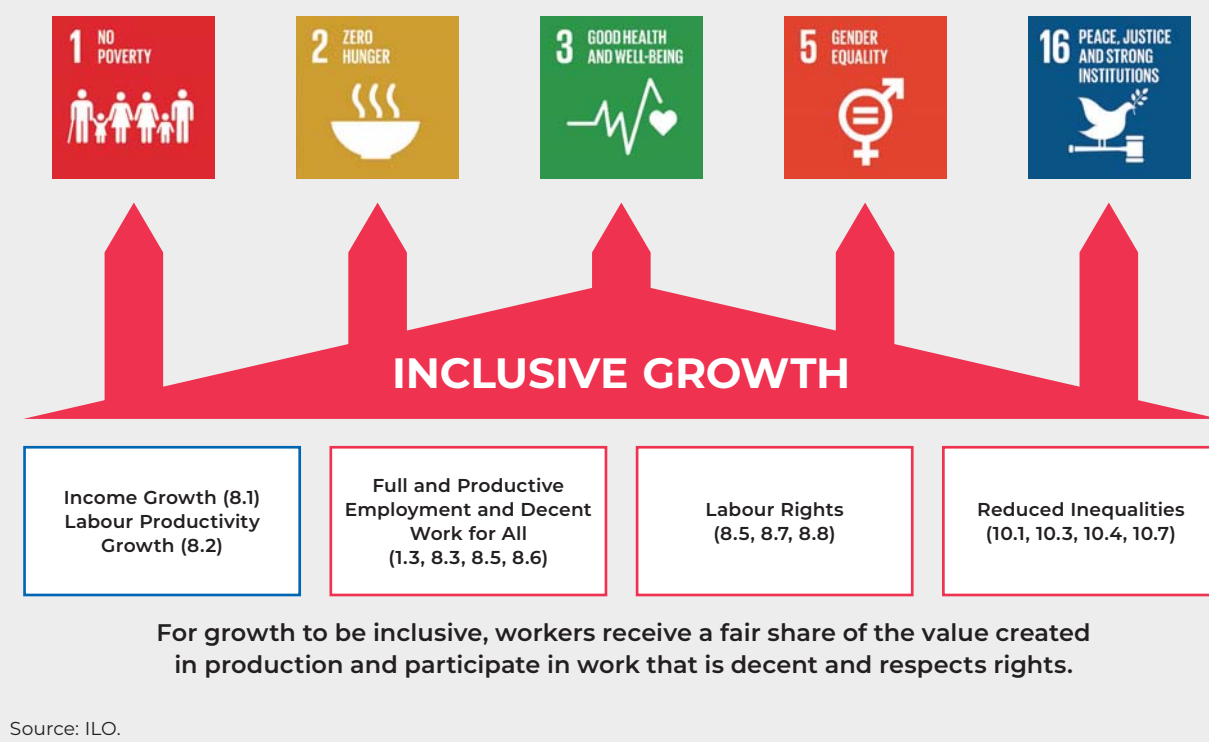 1 NO
POVERTY
2 ZERO
HUNGER
3 GOOD HEALTH
AND WELL-BEING
5 GENDER
EQUALITY
16 PEACE, JUSTICE
AND STRONG
INSTITUTIONS
INCLUSIVE GROWTH
Income Growth (8.1)
Labour Productivity
Growth (8.2)
Full and Productive
Employment and Decent
Work for All
(1.3, 8.3, 8.5, 8.6)
Labour Rights
(8.5, 8.7, 8.8)
Reduced Inequalities
(10.1, 10.3, 10.4, 10.7)
For growth to be inclusive, workers receive a fair share of the value created
in production and participate in work that is decent and respects rights.
Source: ILO.